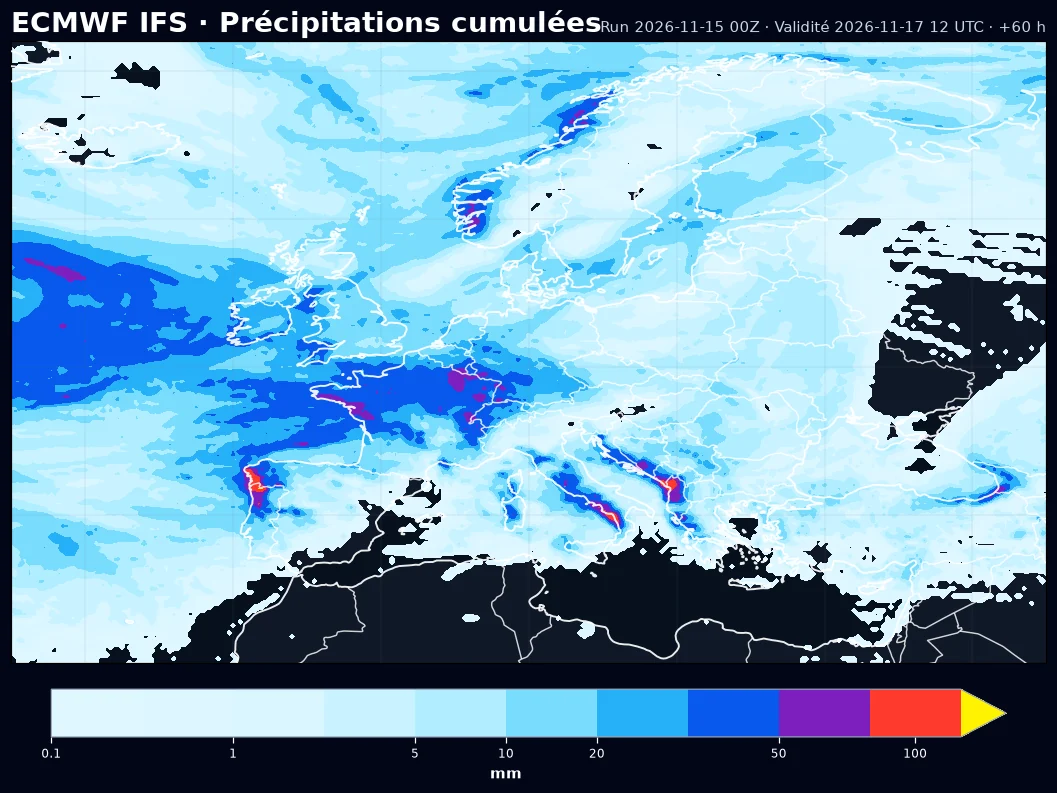 ECMWF IFS · Précipitations cumulées
Run 2026-11-15 00Z · Validité 2026-11-17 12 UTC · +60 h
0.1 1 5 10 20 50 100
mm